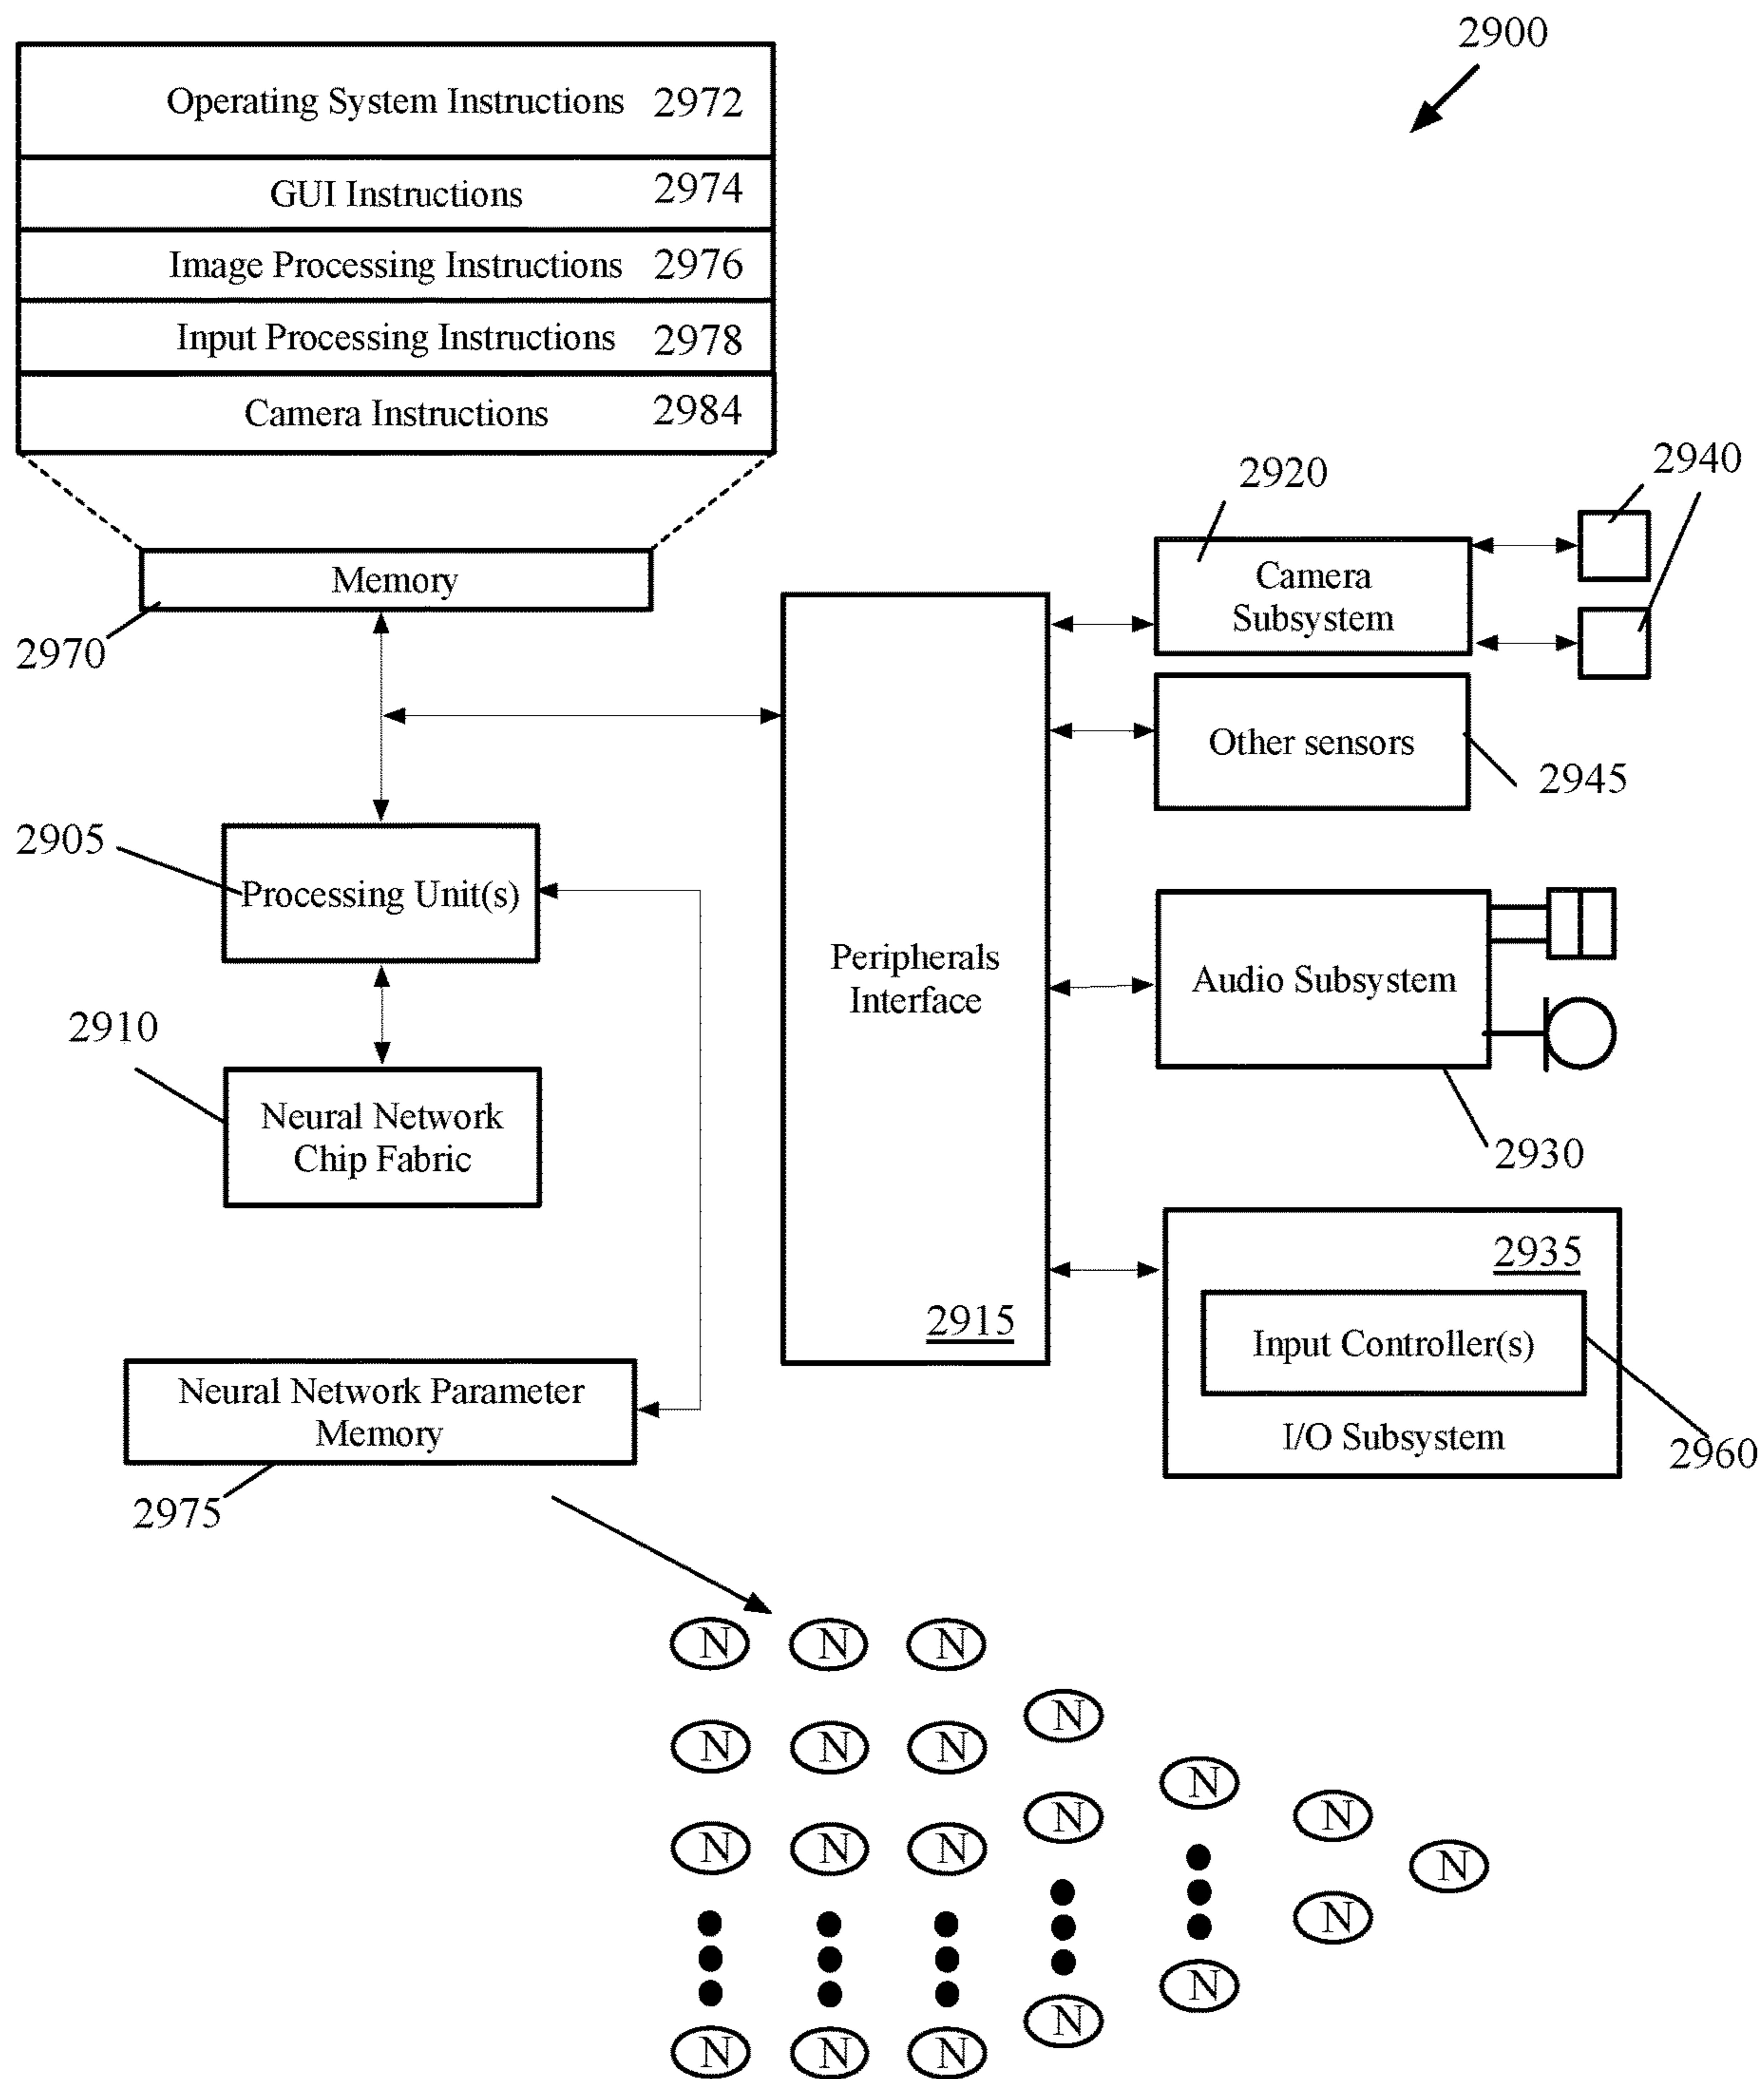 2900
Operating System Instructions 2972
GUI Instructions 2974
Image Processing Instructions 2976
Input Processing Instructions 2978
Camera Instructions 2984
2920
2940
Memory
2970
Camera
Subsystem
Other sensors
2945
2905
Processing Unit(s)
Peripherals
Interface
2915
Audio Subsystem
2930
2910
Neural Network
Chip Fabric
2935
Input Controller(s)
I/O Subsystem
2960
Neural Network Parameter
Memory
2975
N N N
N
N N N
N
N
N
N N N
N
N
N
N
N
N N N